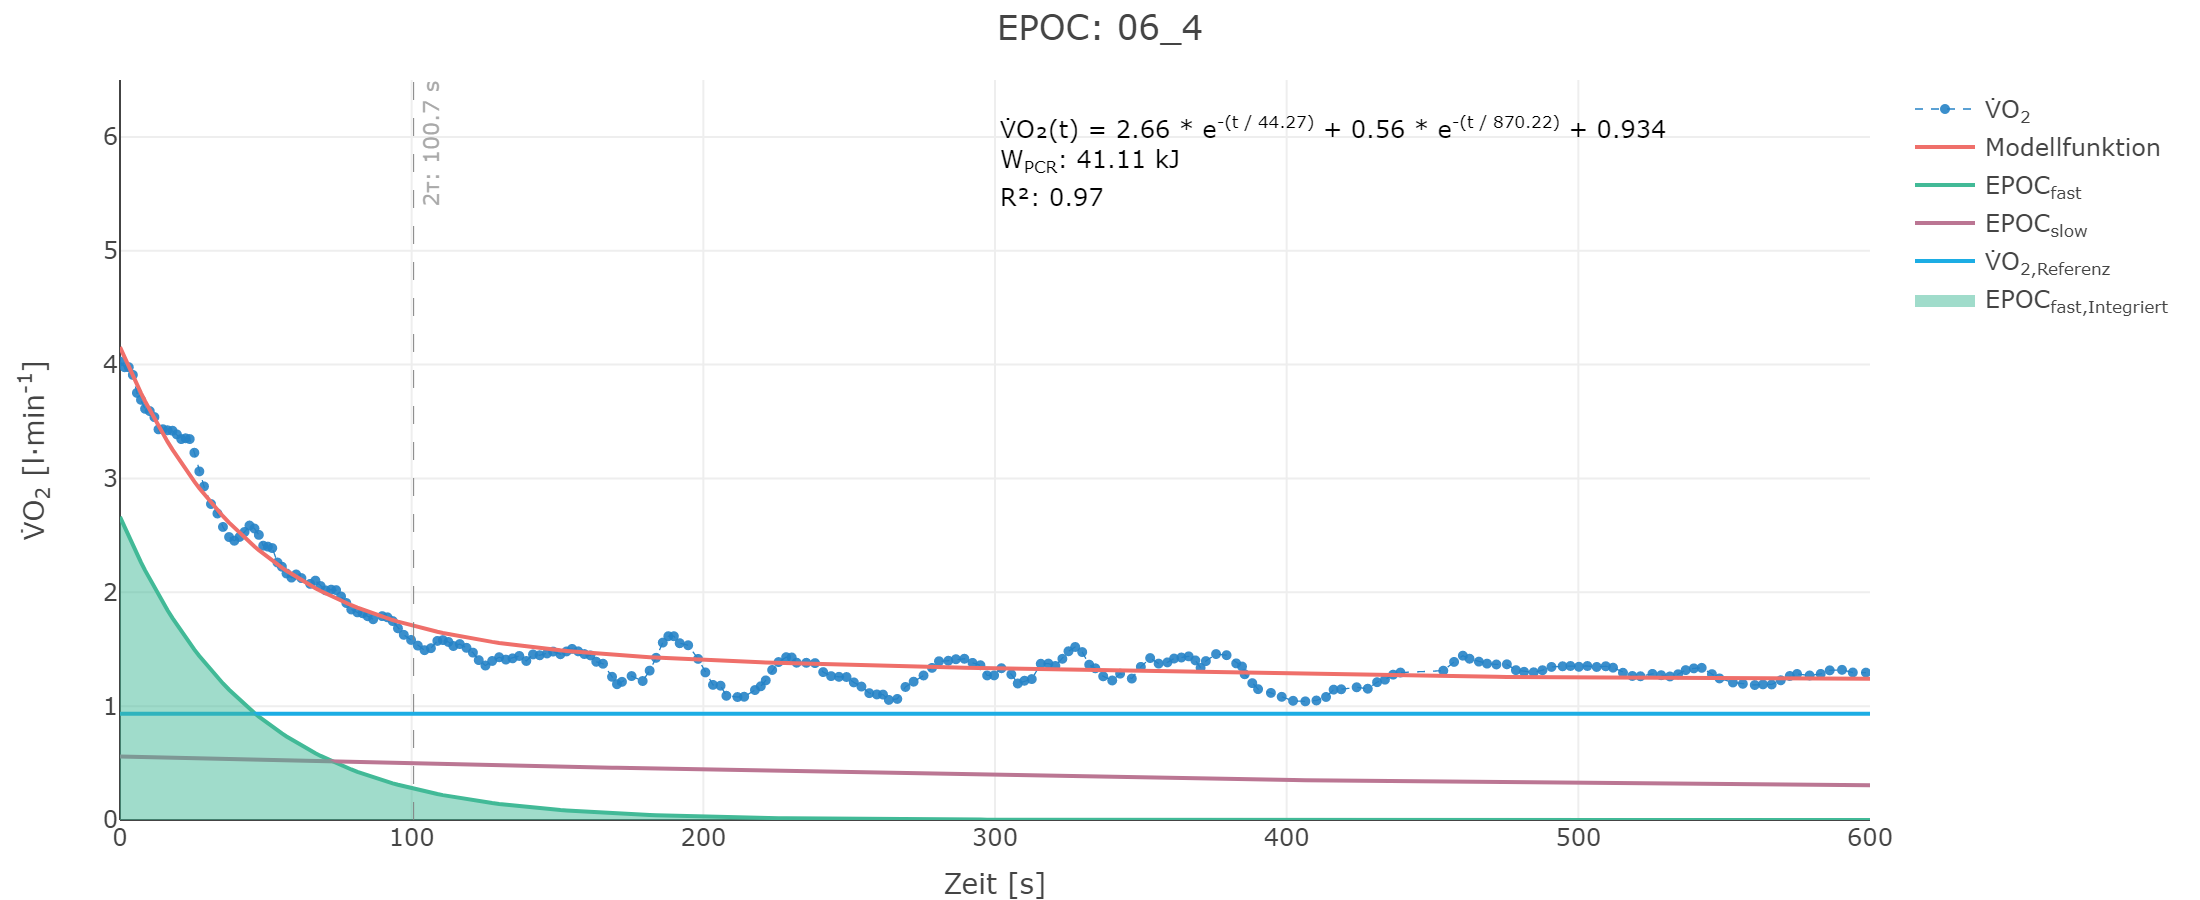 EPOC: 06_4
2τ: 100.7 s
V̇O₂(t) = 2.66 * e^-(t / 44.27) + 0.56 * e^-(t / 870.22) + 0.934
W_PCR: 41.11 kJ
R²: 0.97
V̇O₂
Modellfunktion
EPOC_fast
EPOC_slow
V̇O₂,Referenz
EPOC_fast,Integriert
V̇O₂ [l·min⁻¹]
6
5
4
3
2
1
0
0 100 200 300 400 500 600
Zeit [s]